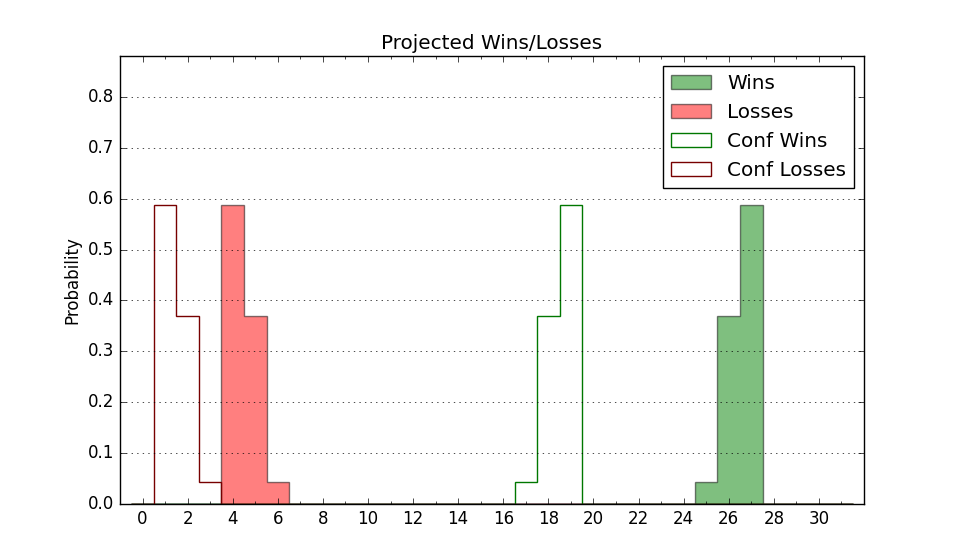 Projected Wins/Losses
Wins
Losses
Conf Wins
Conf Losses
Probability
0.8
0.7
0.6
0.5
0.4
0.3
0.2
0.1
0.0
0 2 4 6 8 10 12 14 16 18 20 22 24 26 28 30